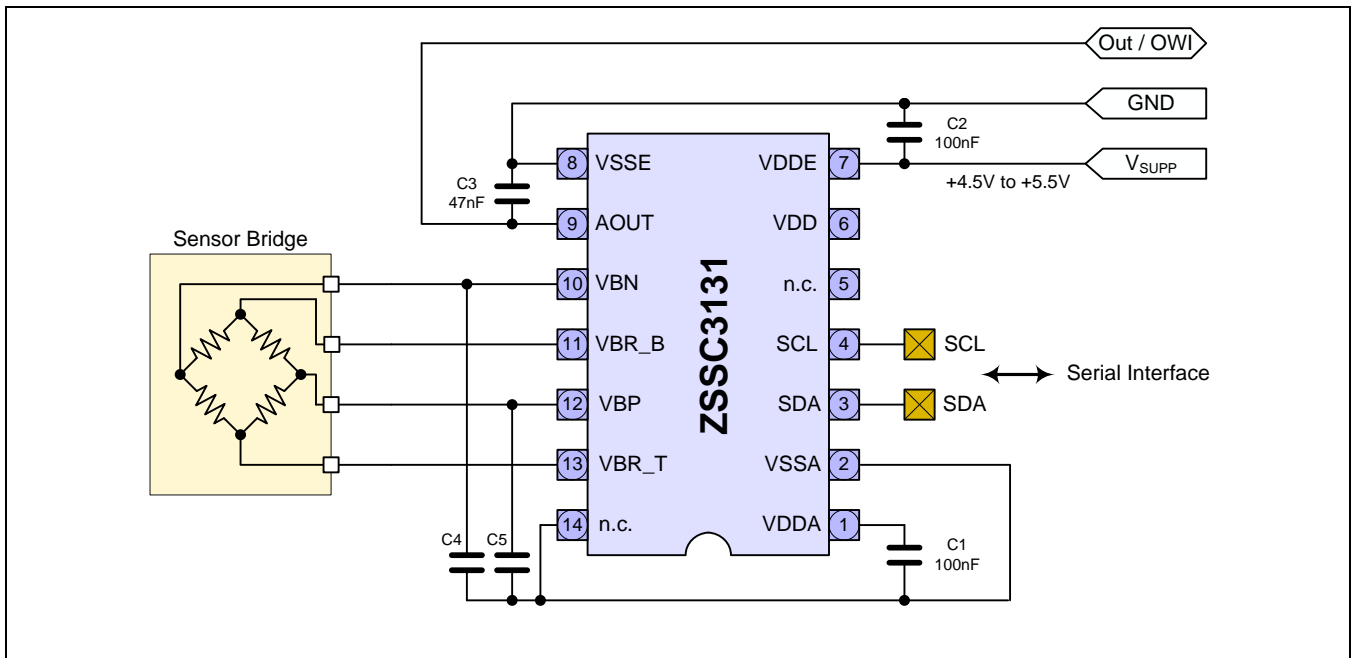 Out / OWI
GND
C2
100nF
8 VSSE
VDDE 7
VSUPP
+4.5V to +5.5V
C3
47nF
9 AOUT
VDD 6
Sensor Bridge
ZSSC3131
10 VBN
n.c. 5
11 VBR_B
SCL 4
SCL
Serial Interface
12 VBP
SDA 3
SDA
13 VBR_T
VSSA 2
14 n.c.
VDDA 1
C4
C5
C1
100nF